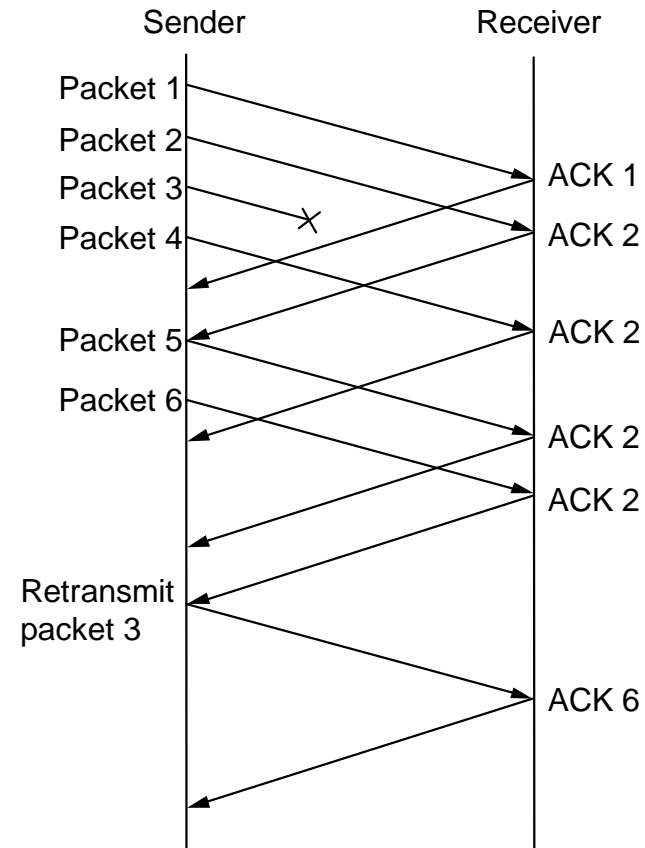 Sender
Receiver
Packet 1
Packet 2
ACK 1
Packet 3
Packet 4
ACK 2
Packet 5
ACK 2
Packet 6
ACK 2
ACK 2
Retransmit
packet 3
ACK 6